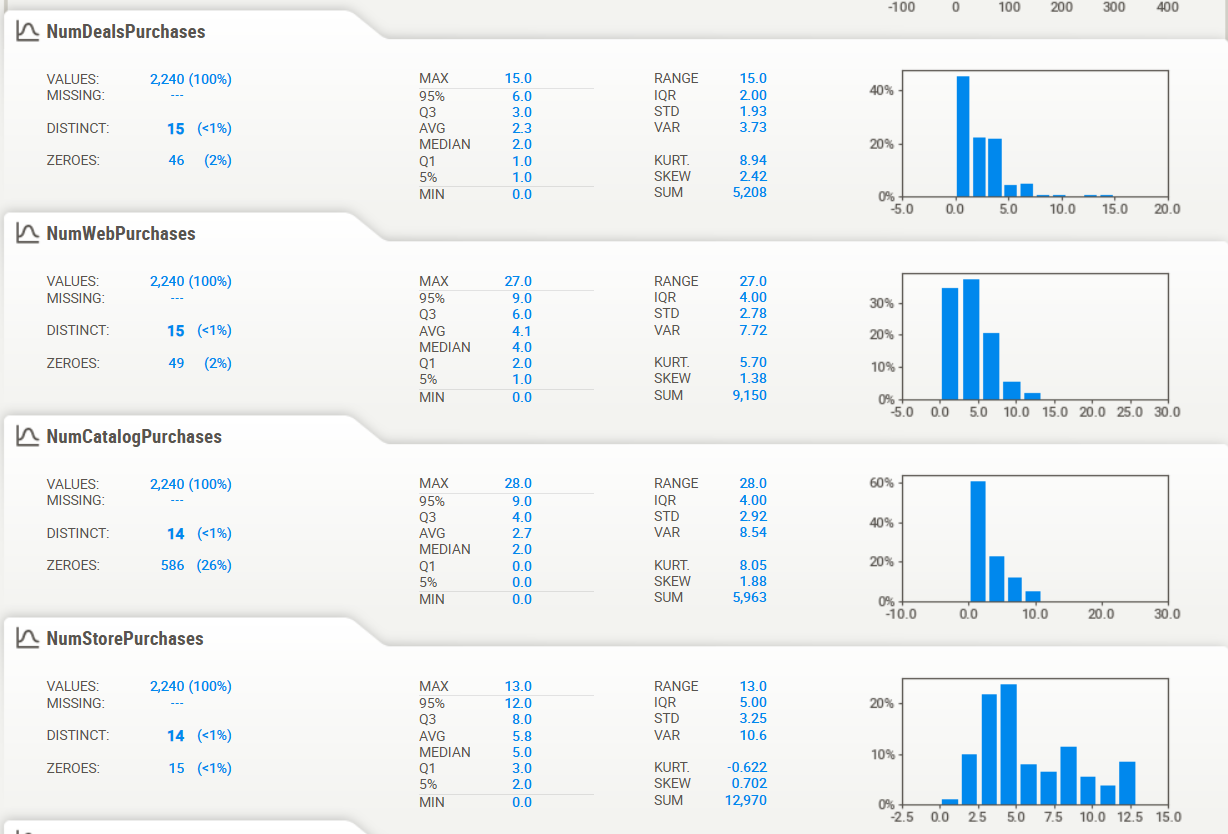 -100 0 100 200 300 400
NumDealsPurchases
VALUES: 2,240 (100%) MAX 15.0 RANGE 15.0
MISSING: --- 95% 6.0 IQR 2.00
Q3 3.0 STD 1.93
DISTINCT: 15 (<1%) AVG 2.3 VAR 3.73
MEDIAN 2.0
ZEROES: 46 (2%) Q1 1.0 KURT. 8.94
5% 1.0 SKEW 2.42
MIN 0.0 SUM 5,208
40%
20%
0%
-5.0 0.0 5.0 10.0 15.0 20.0
NumWebPurchases
VALUES: 2,240 (100%) MAX 27.0 RANGE 27.0
MISSING: --- 95% 9.0 IQR 4.00
Q3 6.0 STD 2.78
DISTINCT: 15 (<1%) AVG 4.1 VAR 7.72
MEDIAN 4.0
ZEROES: 49 (2%) Q1 2.0 KURT. 5.70
5% 1.0 SKEW 1.38
MIN 0.0 SUM 9,150
30%
20%
10%
0%
-5.0 0.0 5.0 10.0 15.0 20.0 25.0 30.0
NumCatalogPurchases
VALUES: 2,240 (100%) MAX 28.0 RANGE 28.0
MISSING: --- 95% 9.0 IQR 4.00
Q3 4.0 STD 2.92
DISTINCT: 14 (<1%) AVG 2.7 VAR 8.54
MEDIAN 2.0
ZEROES: 586 (26%) Q1 0.0 KURT. 8.05
5% 0.0 SKEW 1.88
MIN 0.0 SUM 5,963
60%
40%
20%
0%
-10.0 0.0 10.0 20.0 30.0
NumStorePurchases
VALUES: 2,240 (100%) MAX 13.0 RANGE 13.0
MISSING: --- 95% 12.0 IQR 5.00
Q3 8.0 STD 3.25
DISTINCT: 14 (<1%) AVG 5.8 VAR 10.6
MEDIAN 5.0
ZEROES: 15 (<1%) Q1 3.0 KURT. -0.622
5% 2.0 SKEW 0.702
MIN 0.0 SUM 12,970
20%
10%
0%
-2.5 0.0 2.5 5.0 7.5 10.0 12.5 15.0